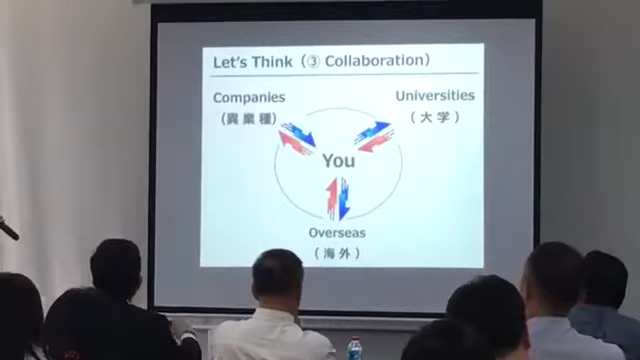 Let's Think（③ Collaboration）
Companies
（異業種）
Universities
（大学）
You
Overseas
（海外）